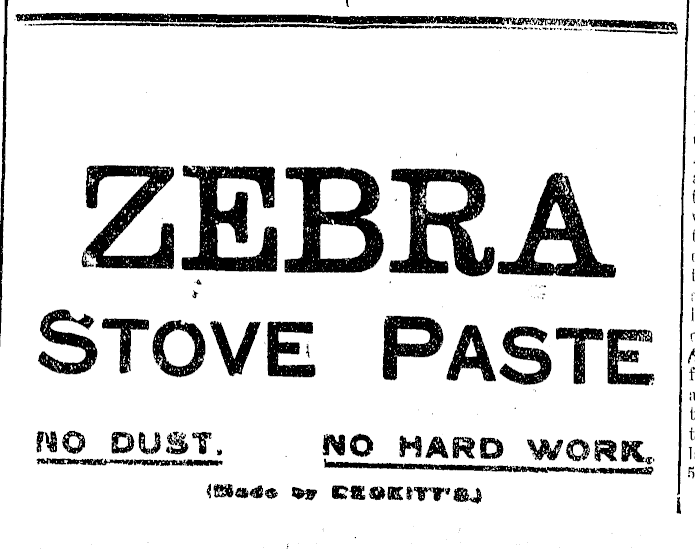 ZEBRA
STOVE PASTE
NO DUST. NO HARD WORK.
(Made by RECKITT'S.)